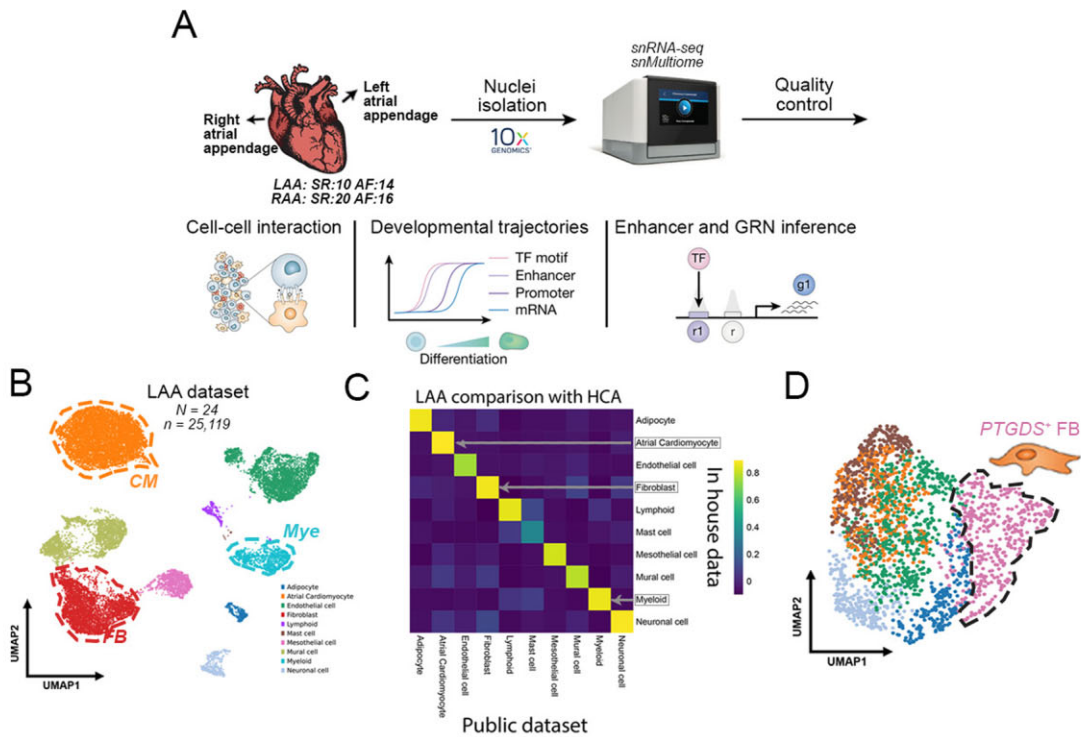 A
Left
atrial
appendage
Right
atrial
appendage
LAA: SR:10 AF:14
RAA: SR:20 AF:16
Nuclei
isolation
10x
GENOMICS
snRNA-seq
snMultiome
Quality
control
Cell-cell interaction
Developmental trajectories
TF motif
Enhancer
Promoter
mRNA
Differentiation
Enhancer and GRN inference
TF
g1
r1
r
B
LAA dataset
N = 24
n = 25,119
CM
Mye
FB
Adipocyte
Atrial Cardiomyocyte
Endothelial cell
Fibroblast
Lymphoid
Mast cell
Mesothelial cell
Mural cell
Myeloid
Neuronal cell
UMAP2
UMAP1
C
LAA comparison with HCA
Adipocyte
Atrial Cardiomyocyte
Endothelial cell
Fibroblast
Lymphoid
Mast cell
Mesothelial cell
Mural cell
Myeloid
Neuronal cell
In house data
0.8
0.6
0.4
0.2
0
Adipocyte
Atrial Cardiomyocyte
Endothelial cell
Fibroblast
Lymphoid
Mast cell
Mesothelial cell
Mural cell
Myeloid
Neuronal cell
Public dataset
D
PTGDS+ FB
UMAP2
UMAP1